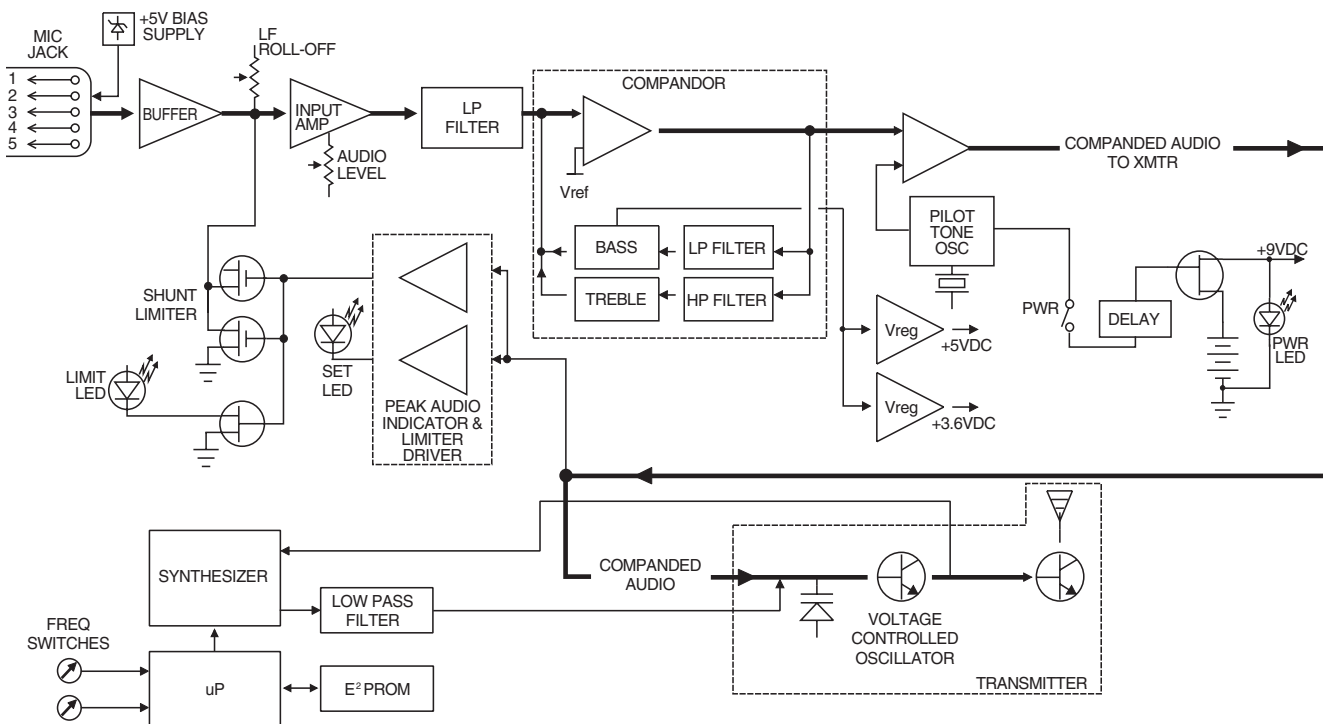 +5V BIAS
SUPPLY
MIC
JACK
1
2
3
4
5
BUFFER
LF
ROLL-OFF
INPUT
AMP
AUDIO
LEVEL
LP
FILTER
COMPANDOR
Vref
BASS
LP FILTER
TREBLE
HP FILTER
COMPANDED AUDIO
TO XMTR
PILOT
TONE
OSC
PWR
DELAY
+9VDC
PWR
LED
Vreg
+5VDC
Vreg
+3.6VDC
SHUNT
LIMITER
LIMIT
LED
SET
LED
PEAK AUDIO
INDICATOR &
LIMITER
DRIVER
SYNTHESIZER
LOW PASS
FILTER
COMPANDED
AUDIO
VOLTAGE
CONTROLLED
OSCILLATOR
TRANSMITTER
FREQ
SWITCHES
uP
E² PROM